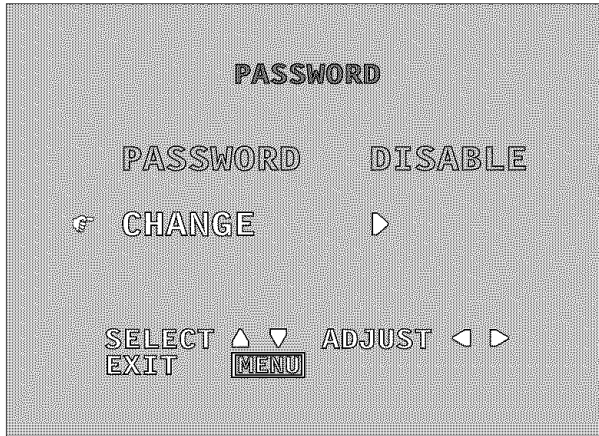 PASSWORD
PASSWORD DISABLE
CHANGE
SELECT ADJUST
EXIT MENU